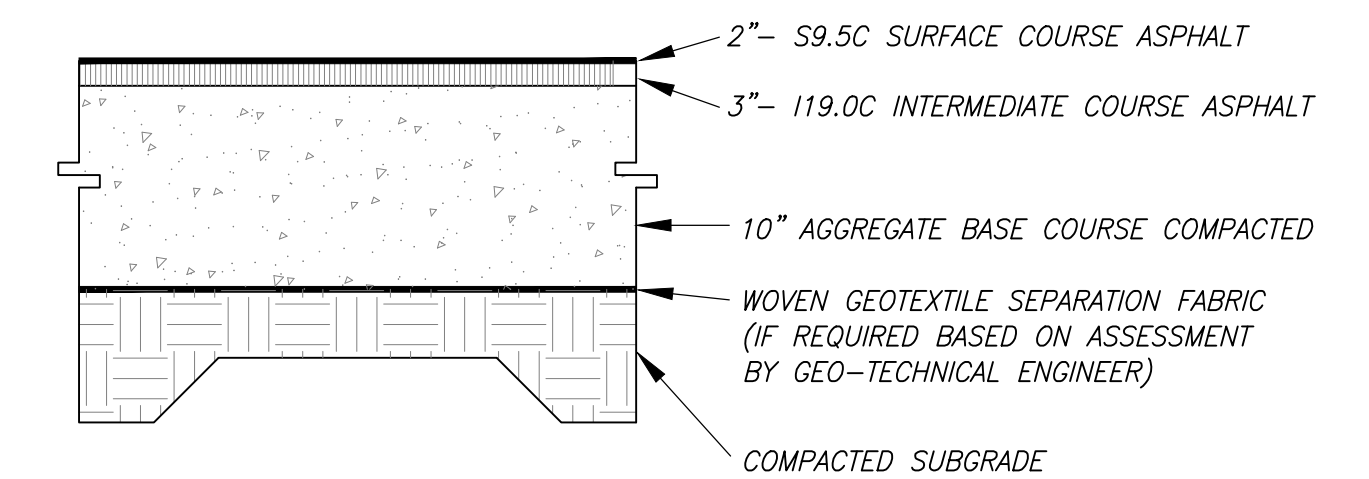 2"- S9.5C SURFACE COURSE ASPHALT
3"- I19.0C INTERMEDIATE COURSE ASPHALT
10" AGGREGATE BASE COURSE COMPACTED
WOVEN GEOTEXTILE SEPARATION FABRIC
(IF REQUIRED BASED ON ASSESSMENT
BY GEO-TECHNICAL ENGINEER)
COMPACTED SUBGRADE